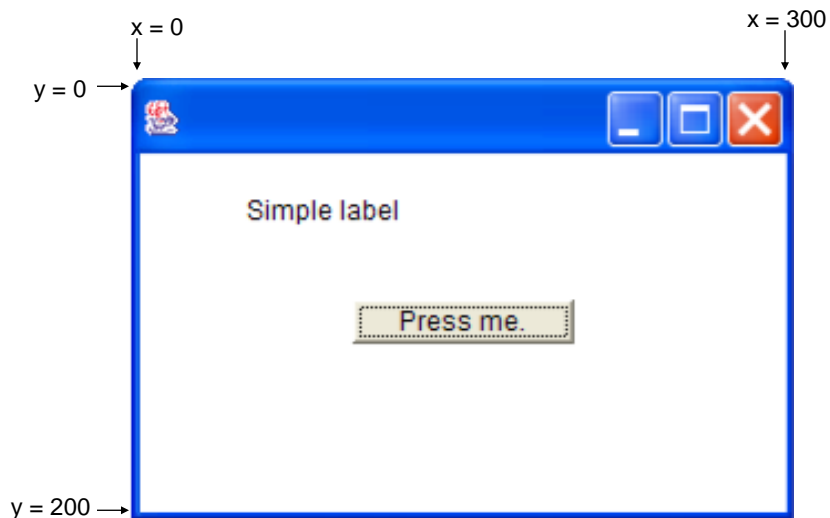 x = 0
x = 300
y = 0
Simple label
Press me.
y = 200